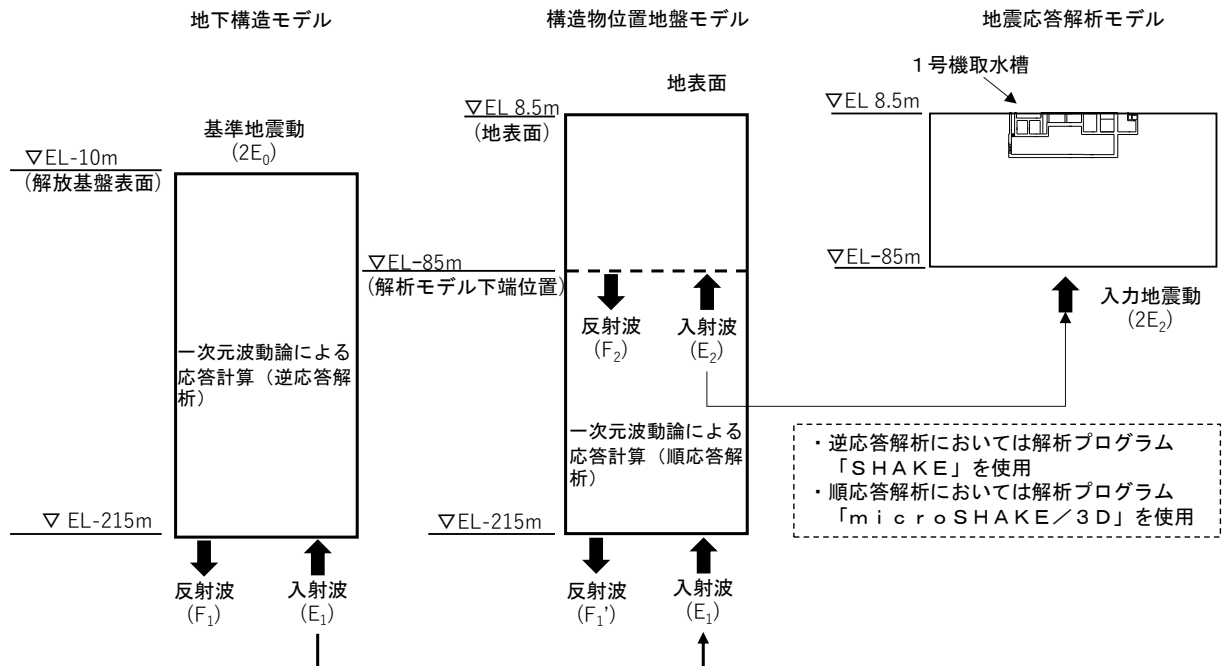 地下構造モデル
基準地震動
(2E₀)
▽EL-10m
(解放基盤表面)
一次元波動論による
応答計算（逆応答解
析）
▽ EL-215m
反射波
(F₁)
入射波
(E₁)
構造物位置地盤モデル
地表面
▽EL 8.5m
(地表面)
▽EL-85m
(解析モデル下端位置)
反射波
(F₂)
入射波
(E₂)
一次元波動論による
応答計算（順応答解
析）
▽EL-215m
反射波
(F₁')
入射波
(E₁)
地震応答解析モデル
１号機取水槽
▽EL 8.5m
▽EL-85m
入力地震動
(2E₂)
・逆応答解析においては解析プログラム
「ＳＨＡＫＥ」を使用
・順応答解析においては解析プログラム
「ｍｉｃｒｏＳＨＡＫＥ／３Ｄ」を使用